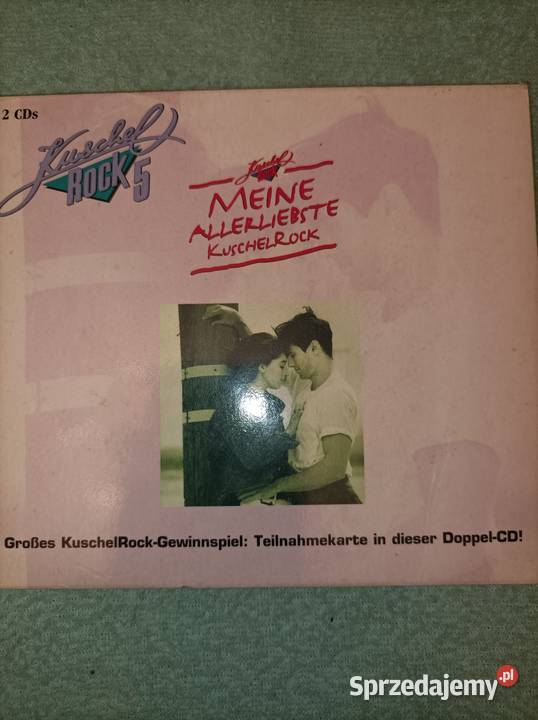 2 CDs
Kuschel
ROCK 5
Kuschel
MEINE
ALLERLIEBSTE
KUSCHELROCK
Großes KuschelRock-Gewinnspiel: Teilnahmekarte in dieser Doppel-CD!
Sprzedajemy.pl